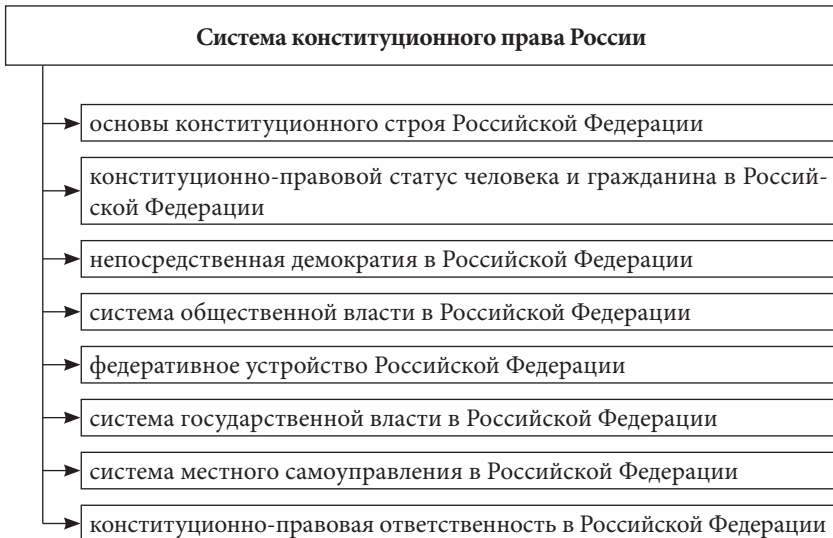 Система конституционного права России
основы конституционного строя Российской Федерации
конституционно-правовой статус человека и гражданина в Россий-
ской Федерации
непосредственная демократия в Российской Федерации
система общественной власти в Российской Федерации
федеративное устройство Российской Федерации
система государственной власти в Российской Федерации
система местного самоуправления в Российской Федерации
конституционно-правовая ответственность в Российской Федерации